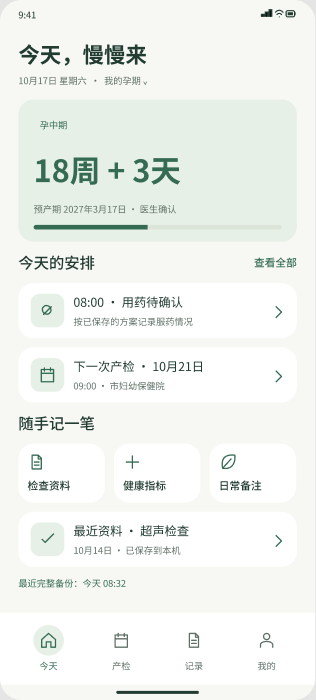 9:41
今天，慢慢来
10月17日 星期六 · 我的孕期
孕中期
18周 + 3天
预产期 2027年3月17日 · 医生确认
今天的安排
查看全部
08:00 · 用药待确认
按已保存的方案记录服药情况
下一次产检 · 10月21日
09:00 · 市妇幼保健院
随手记一笔
检查资料
健康指标
日常备注
最近资料 · 超声检查
10月14日 · 已保存到本机
最近完整备份：今天 08:32
今天
产检
记录
我的